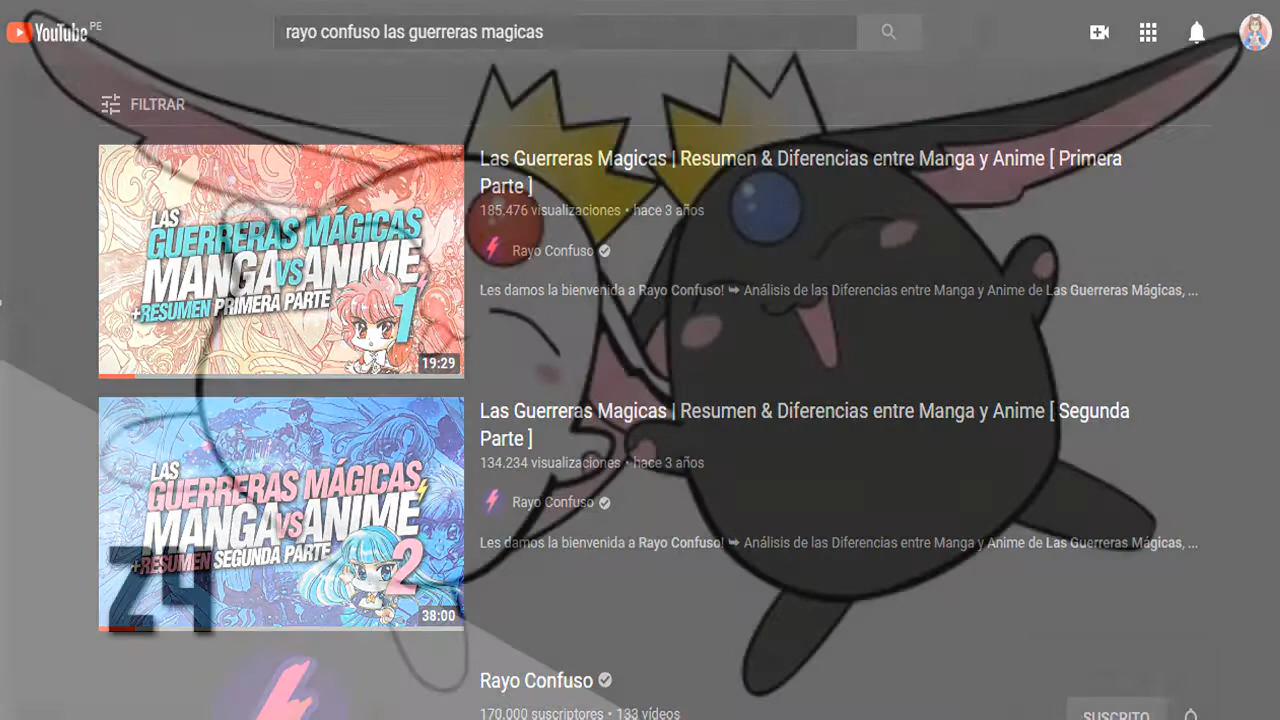 YouTube PE
rayo confuso las guerreras magicas
FILTRAR
LAS
GUERRERAS MÁGICAS
MANGA VS ANIME
+RESUMEN PRIMERA PARTE
1
19:29
Las Guerreras Magicas | Resumen & Diferencias entre Manga y Anime [ Primera
Parte ]
185.476 visualizaciones • hace 3 años
Rayo Confuso
Les damos la bienvenida a Rayo Confuso! ➥ Análisis de las Diferencias entre Manga y Anime de Las Guerreras Mágicas, ...
LAS
GUERRERAS MÁGICAS
MANGA VS ANIME
+RESUMEN SEGUNDA PARTE
2
38:00
Z4
Las Guerreras Magicas | Resumen & Diferencias entre Manga y Anime [ Segunda
Parte ]
134.234 visualizaciones • hace 3 años
Rayo Confuso
Les damos la bienvenida a Rayo Confuso! ➥ Análisis de las Diferencias entre Manga y Anime de Las Guerreras Mágicas, ...
Rayo Confuso
170.000 suscriptores • 133 vídeos
SUSCRITO